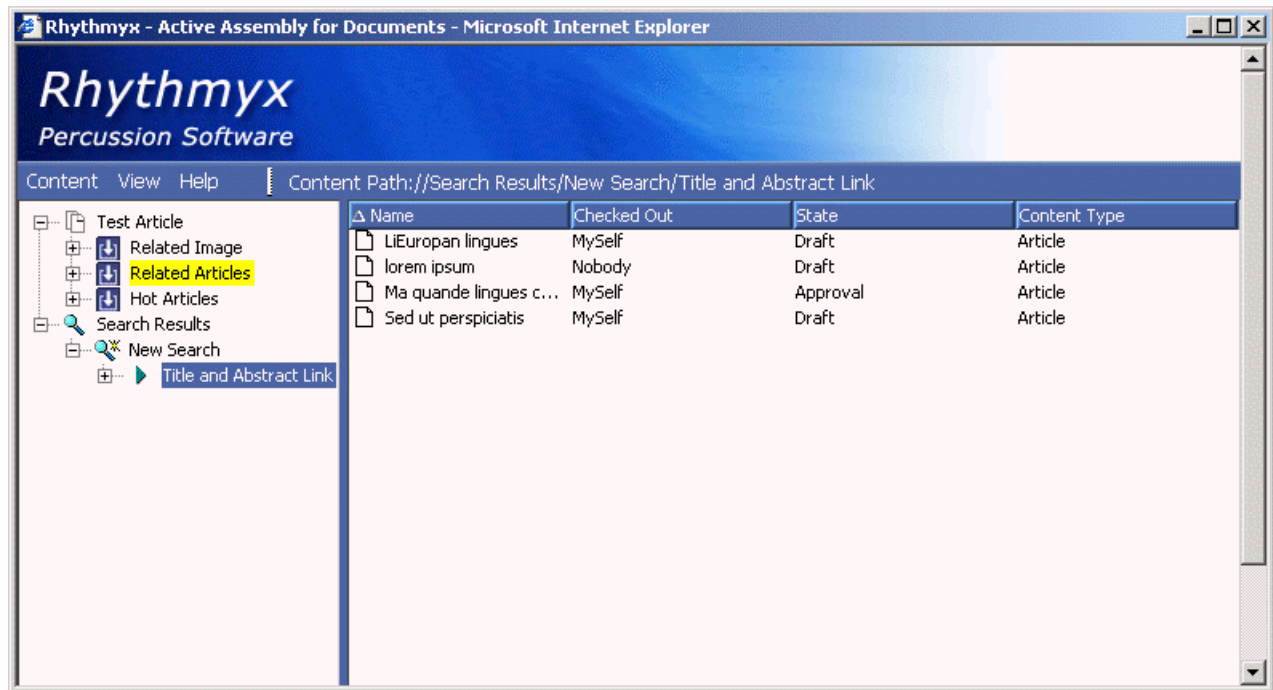 Rhythmyx - Active Assembly for Documents - Microsoft Internet Explorer
Rhythmyx
Percussion Software
Content View Help Content Path://Search Results/New Search/Title and Abstract Link
Test Article
Related Image
Related Articles
Hot Articles
Search Results
New Search
Title and Abstract Link
Name Checked Out State Content Type
LiEuropan lingues MySelf Draft Article
lorem ipsum Nobody Draft Article
Ma quande lingues c... MySelf Approval Article
Sed ut perspiciatis MySelf Draft Article